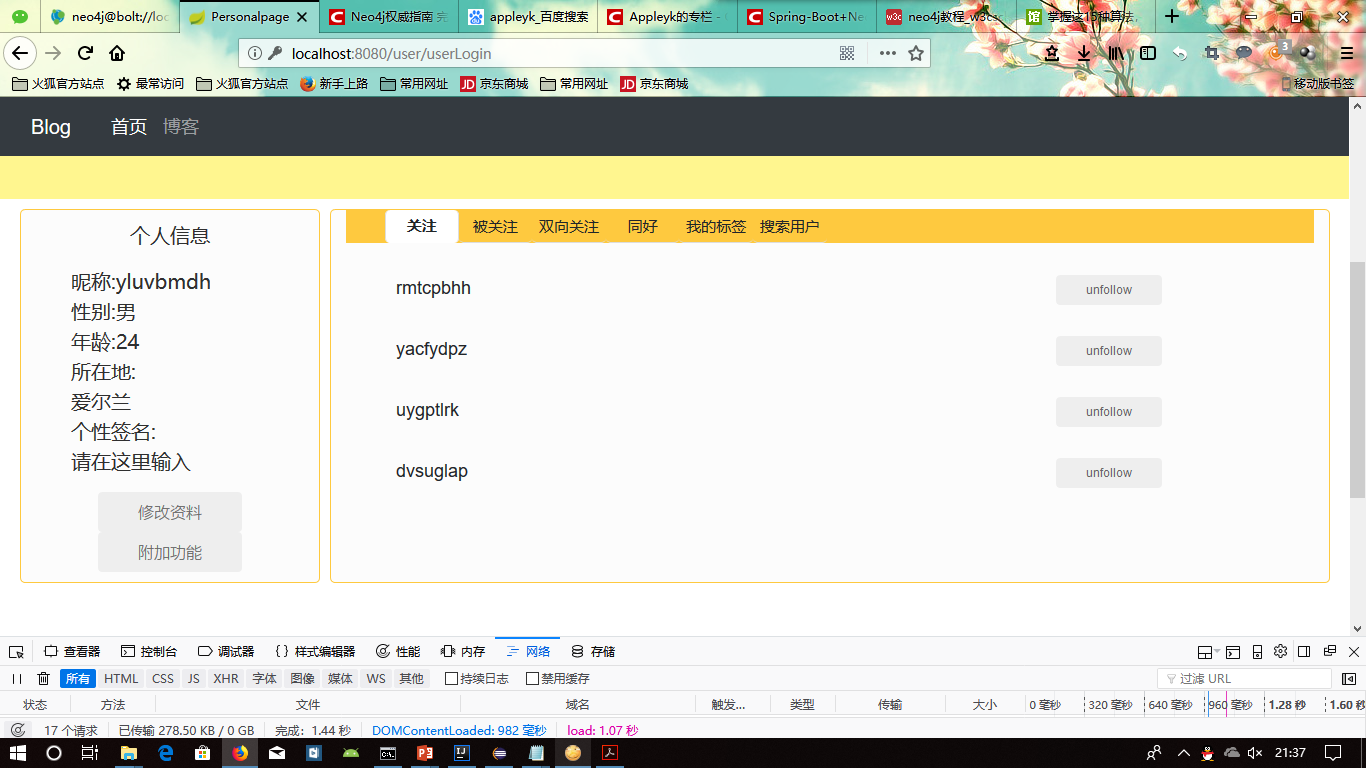 neo4j@bolt://loc
Personalpage
Neo4j权威指南 完
appleyk_百度搜索
Appleyk的专栏 -
Spring-Boot+Ne
neo4j教程_w3csc
掌握这15种算法,
localhost:8080/user/userLogin
火狐官方站点
最常访问
火狐官方站点
新手上路
常用网址
京东商城
常用网址
京东商城
移动版书签
Blog 首页 博客
个人信息
昵称:yluvbmdh
性别:男
年龄:24
所在地:
爱尔兰
个性签名:
请在这里输入
修改资料
附加功能
关注 被关注 双向关注 同好 我的标签 搜索用户
rmtcpbhh unfollow
yacfydpz unfollow
uygptlrk unfollow
dvsuglap unfollow
查看器 控制台 调试器 样式编辑器 性能 内存 网络 存储
所有 HTML CSS JS XHR 字体 图像 媒体 WS 其他 持续日志 禁用缓存 过滤 URL
状态 方法 文件 域名 触发... 类型 传输 大小 0 毫秒 320 毫秒 640 毫秒 960 毫秒 1.28 秒 1.60 秒
17 个请求 已传输 278.50 KB / 0 GB 完成: 1.44 秒 DOMContentLoaded: 982 毫秒 load: 1.07 秒
21:37